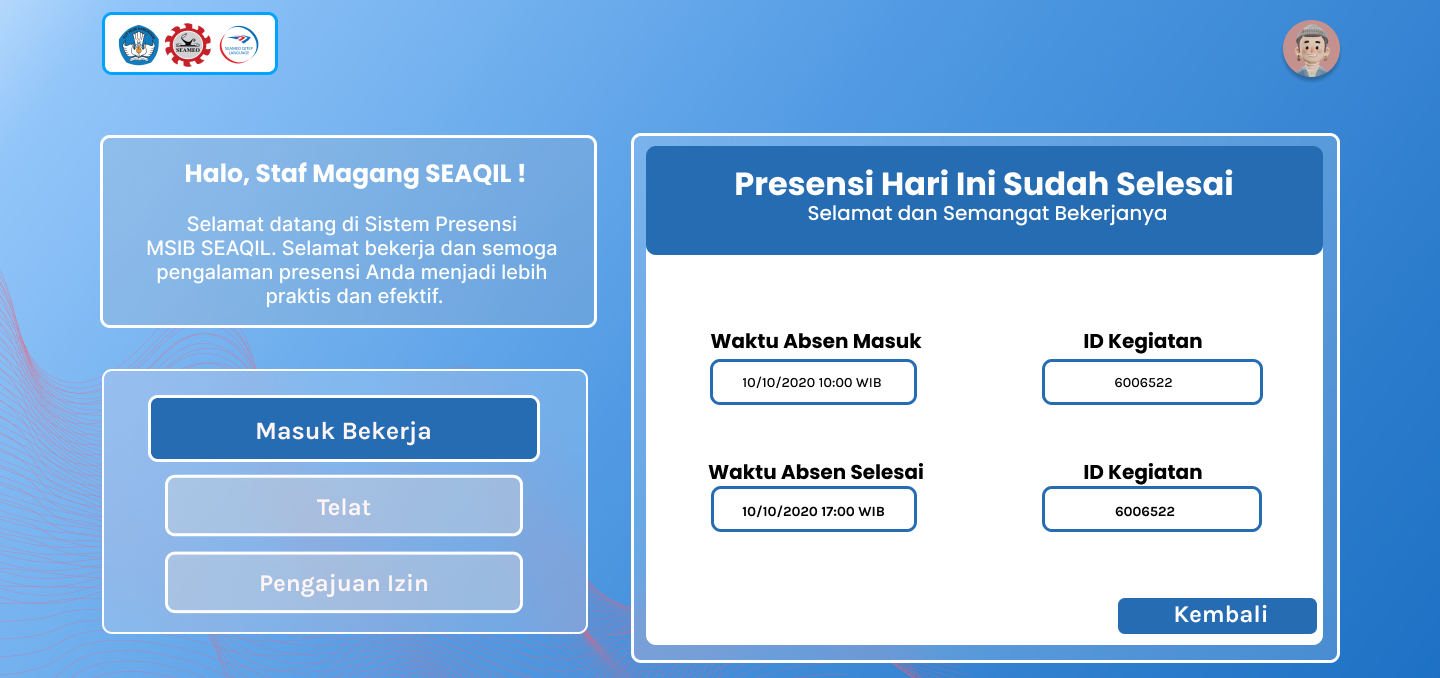 SEAMEO
SEAMEO QITEP
LANGUAGE
Halo, Staf Magang SEAQIL !
Selamat datang di Sistem Presensi
MSIB SEAQIL. Selamat bekerja dan semoga
pengalaman presensi Anda menjadi lebih
praktis dan efektif.
Masuk Bekerja
Telat
Pengajuan Izin
Presensi Hari Ini Sudah Selesai
Selamat dan Semangat Bekerjanya
Waktu Absen Masuk
ID Kegiatan
10/10/2020 10:00 WIB
6006522
Waktu Absen Selesai
ID Kegiatan
10/10/2020 17:00 WIB
6006522
Kembali